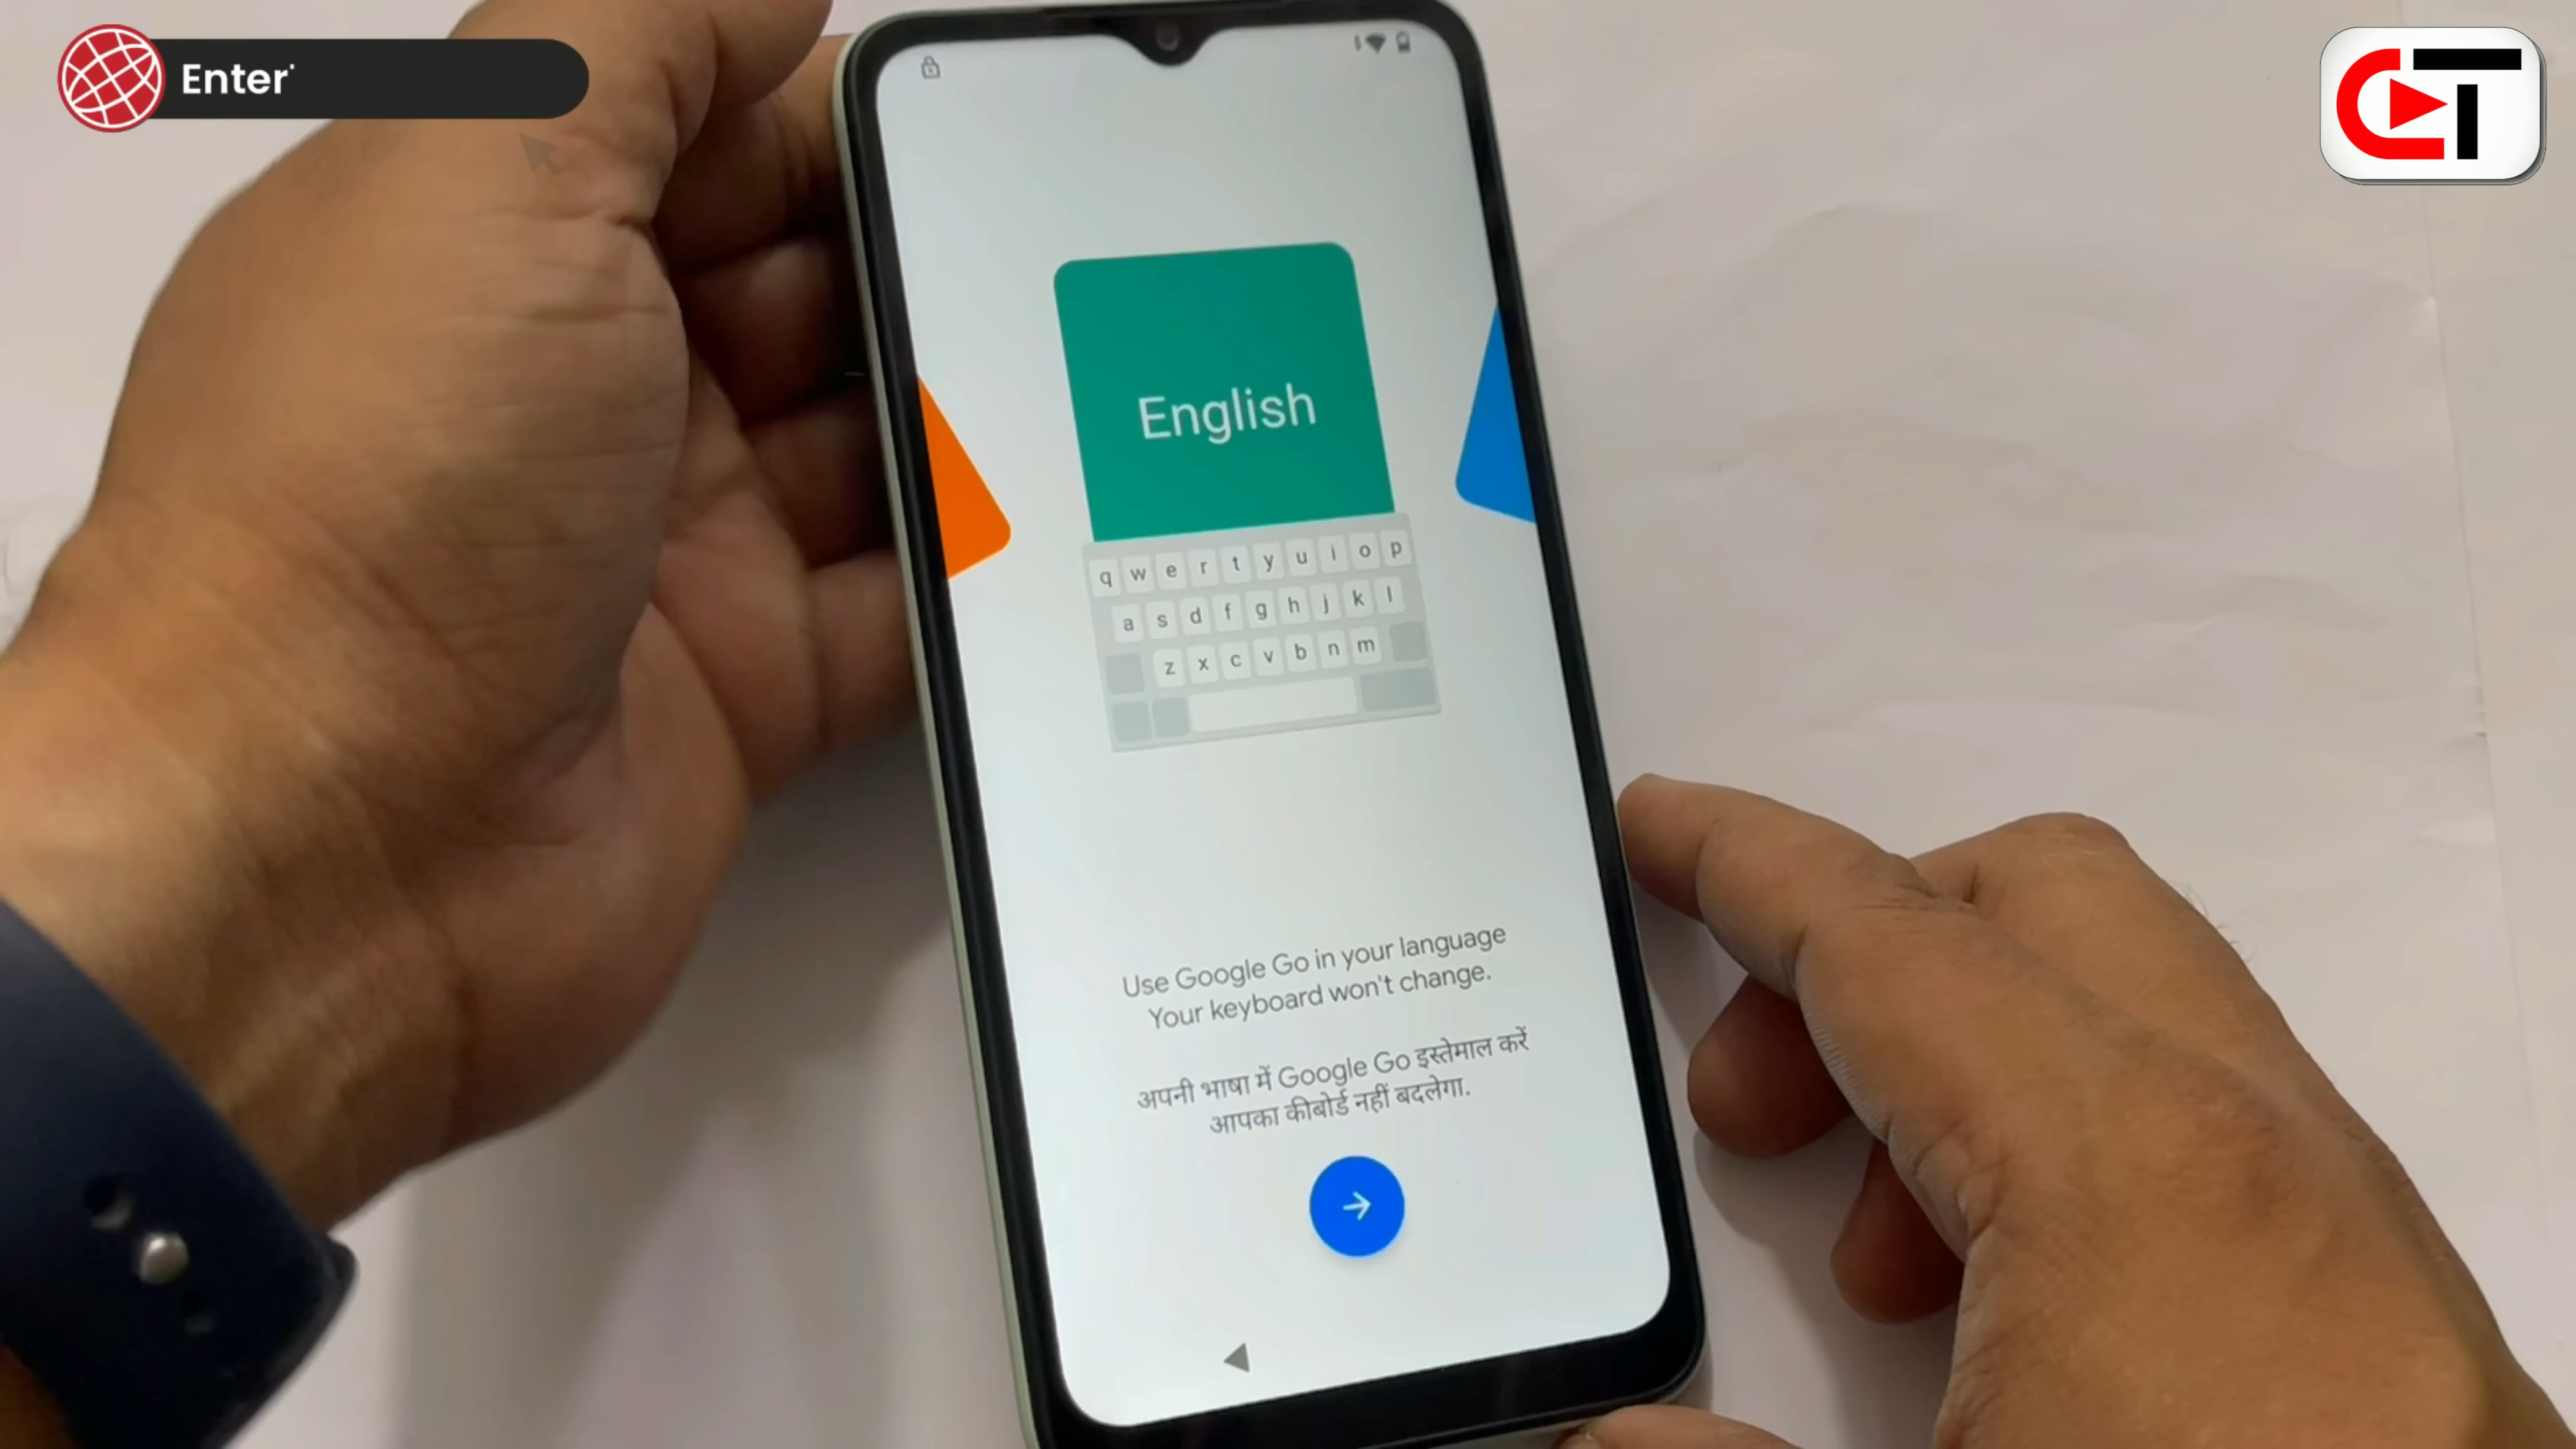 Enter
CT
English
q w e r t y u i o p
a s d f g h j k l
z x c v b n m
Use Google Go in your language
Your keyboard won't change.
अपनी भाषा में Google Go इस्तेमाल करें
आपका कीबोर्ड नहीं बदलेगा.